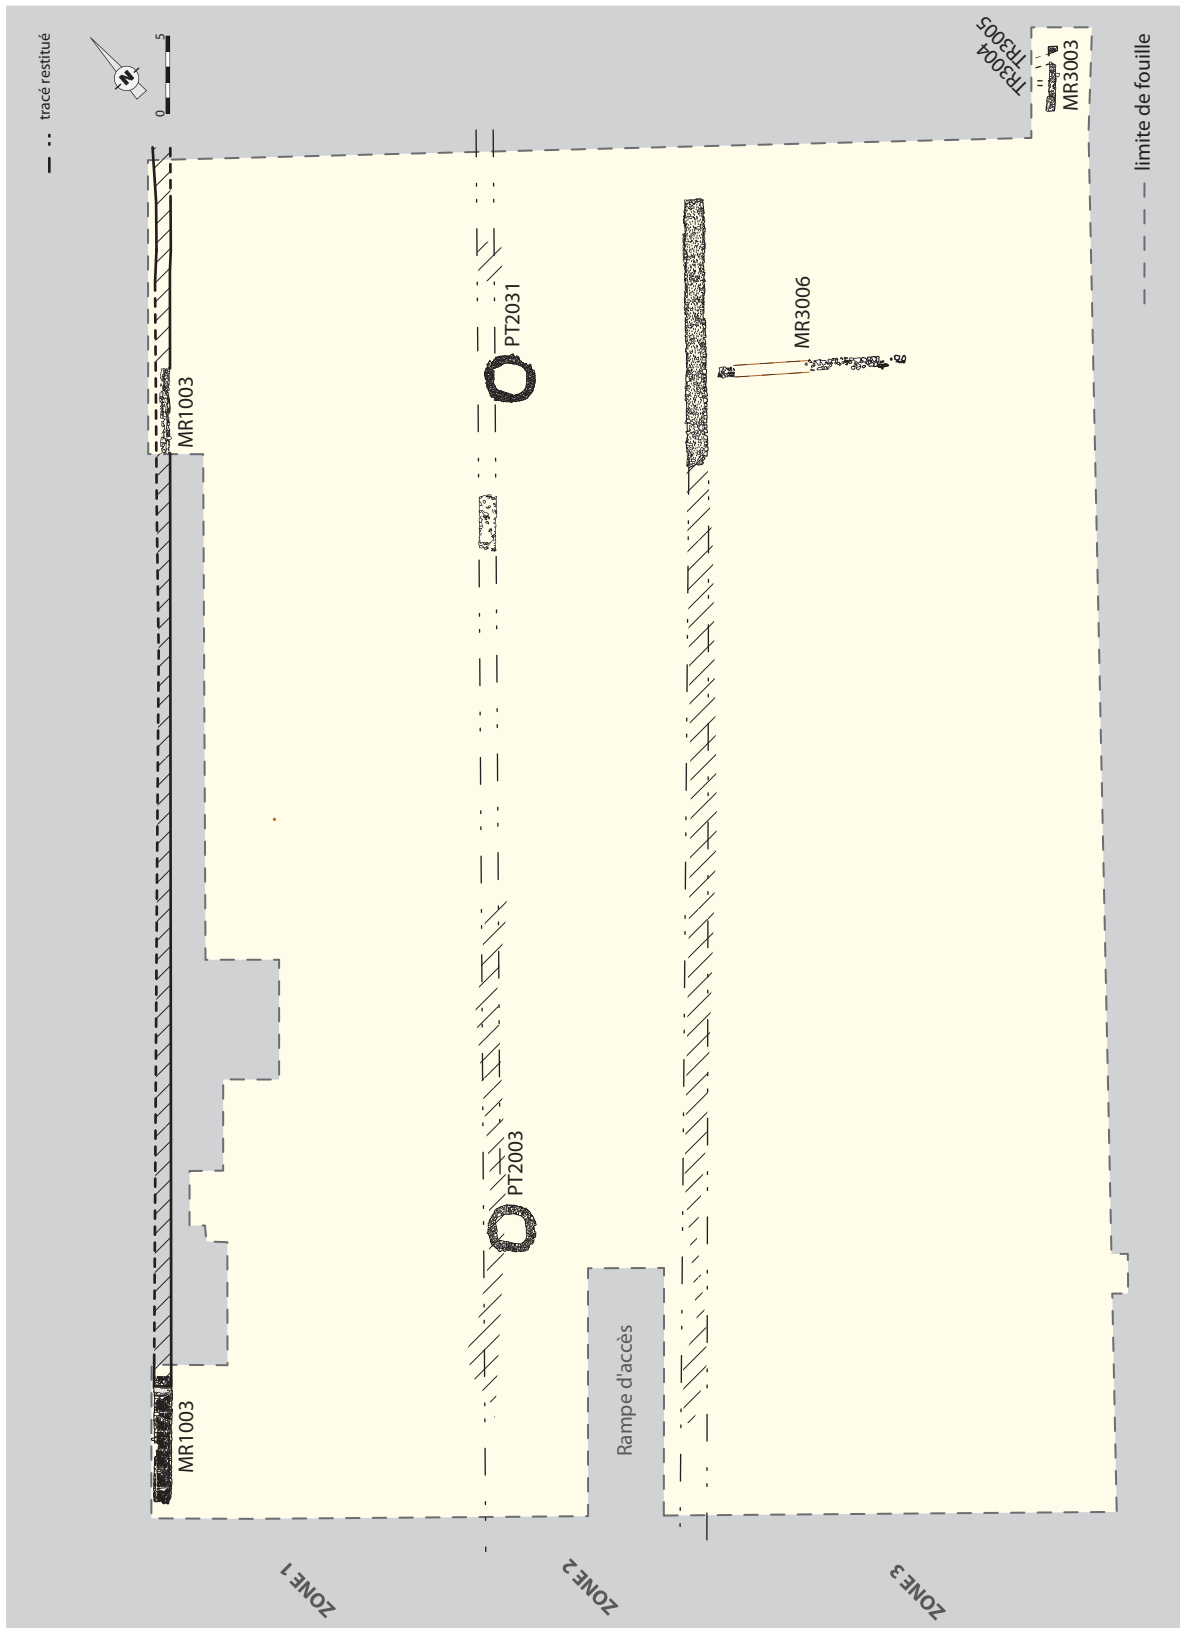 tracé restitué
N
0
5
TR3005
TR3004
MR3003
limite de fouille
MR3006
PT2031
MR1003
PT2003
Rampe d'accès
MR1003
ZONE 1
ZONE 2
ZONE 3